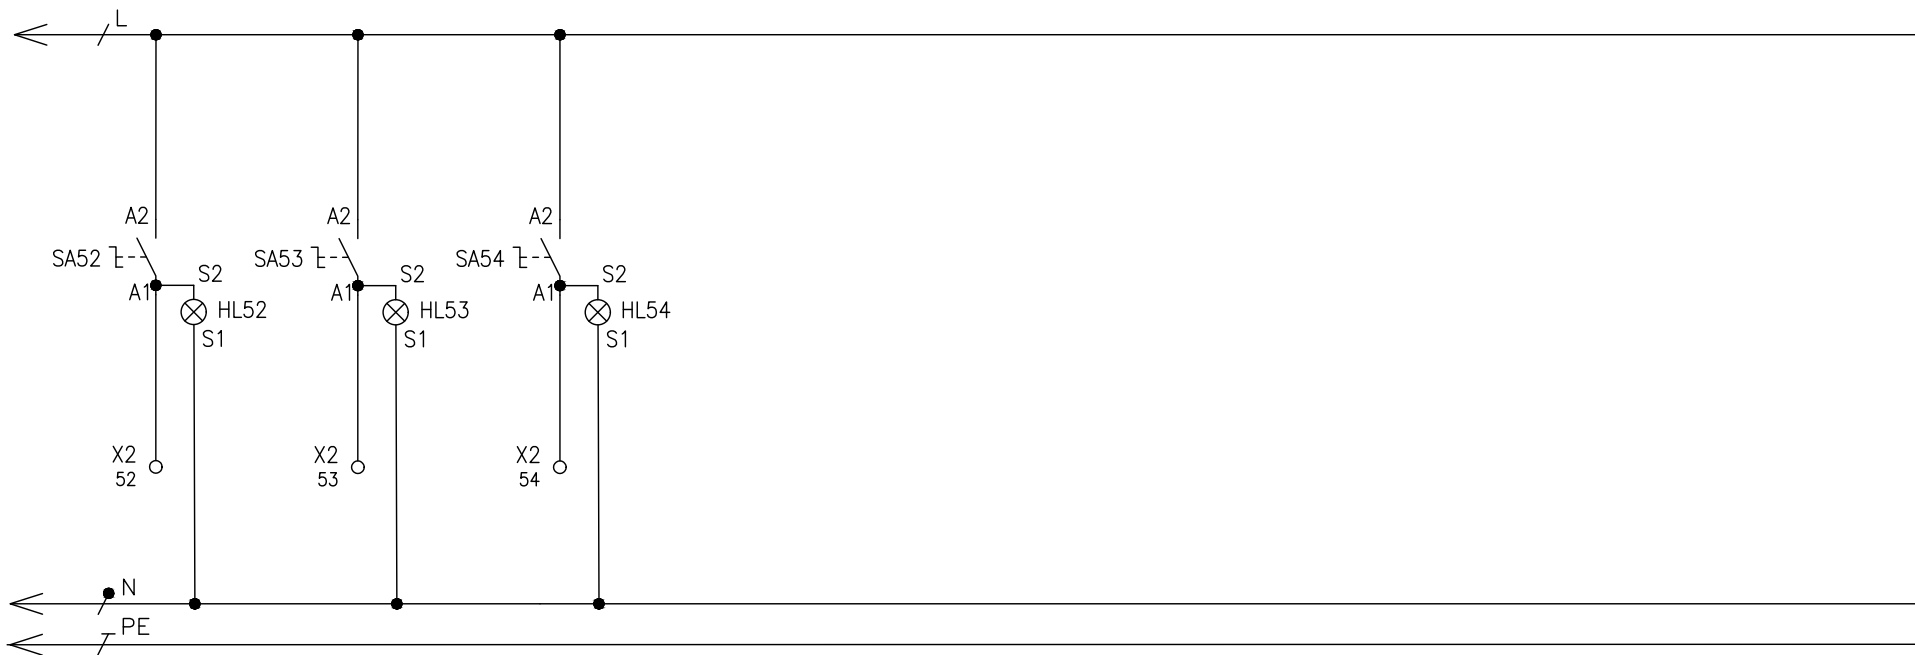 L
A2 A2 A2
SA52 SA53 SA54
S2 S2 S2
A1 A1 A1
HL52 HL53 HL54
S1 S1 S1
X2 X2 X2
52 53 54
N
PE